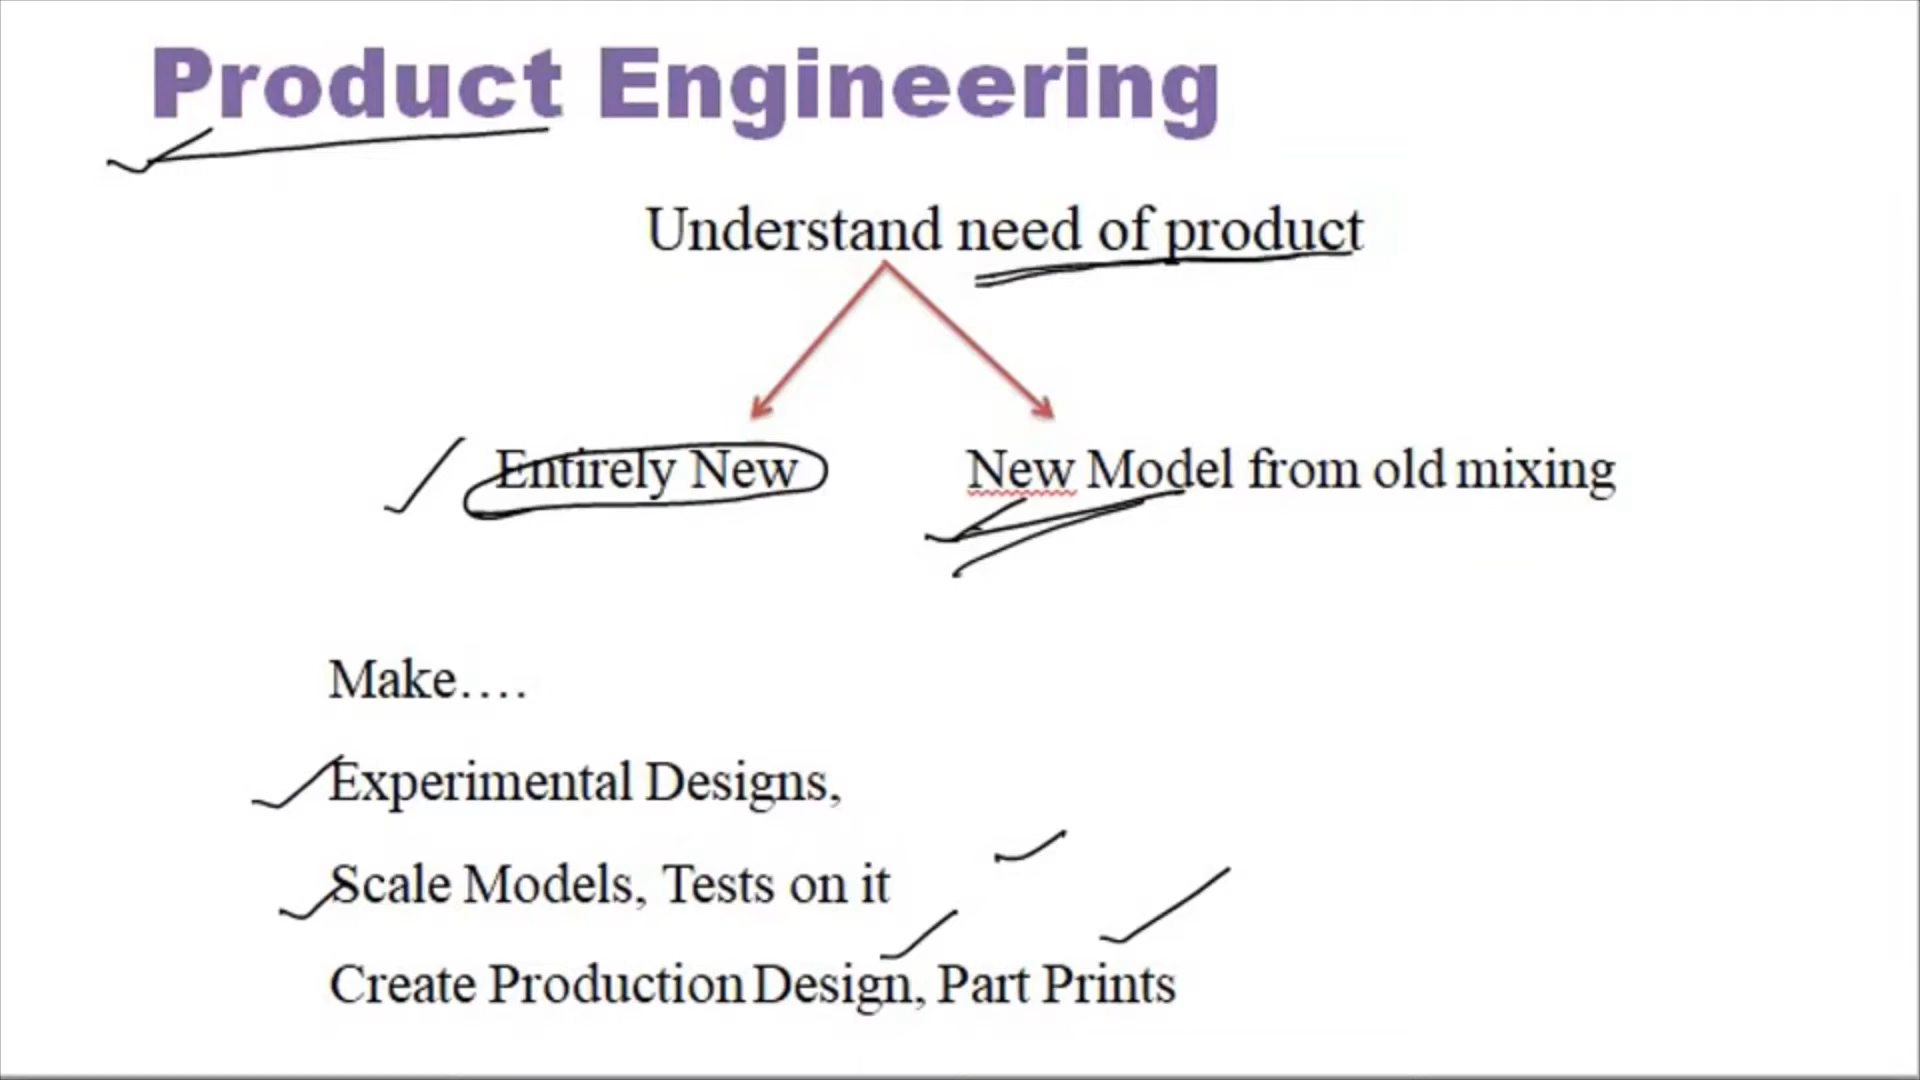 Product Engineering
Understand need of product
Entirely New
New Model from old mixing
Make....
Experimental Designs,
Scale Models, Tests on it
Create Production Design, Part Prints